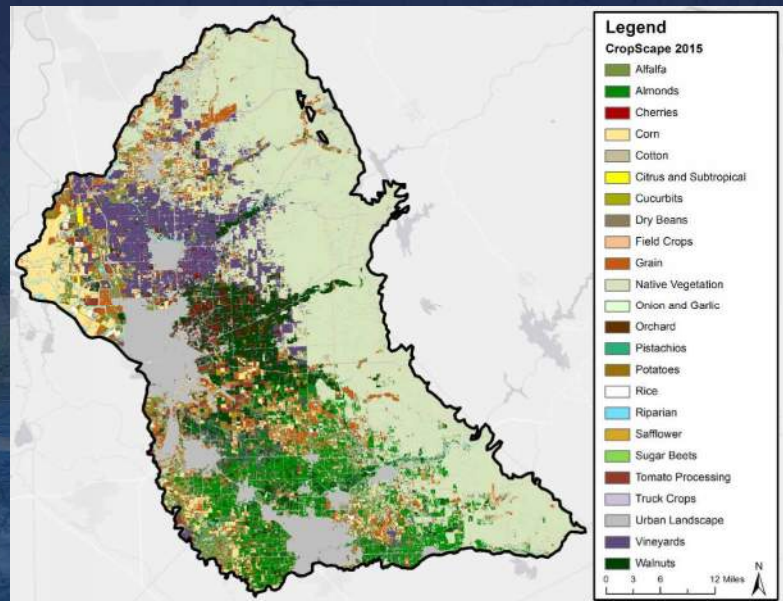 Legend
CropScape 2015
Alfalfa
Almonds
Cherries
Corn
Cotton
Citrus and Subtropical
Cucurbits
Dry Beans
Field Crops
Grain
Native Vegetation
Onion and Garlic
Orchard
Pistachios
Potatoes
Rice
Riparian
Safflower
Sugar Beets
Tomato Processing
Truck Crops
Urban Landscape
Vineyards
Walnuts
N
0 3 6 12 Miles